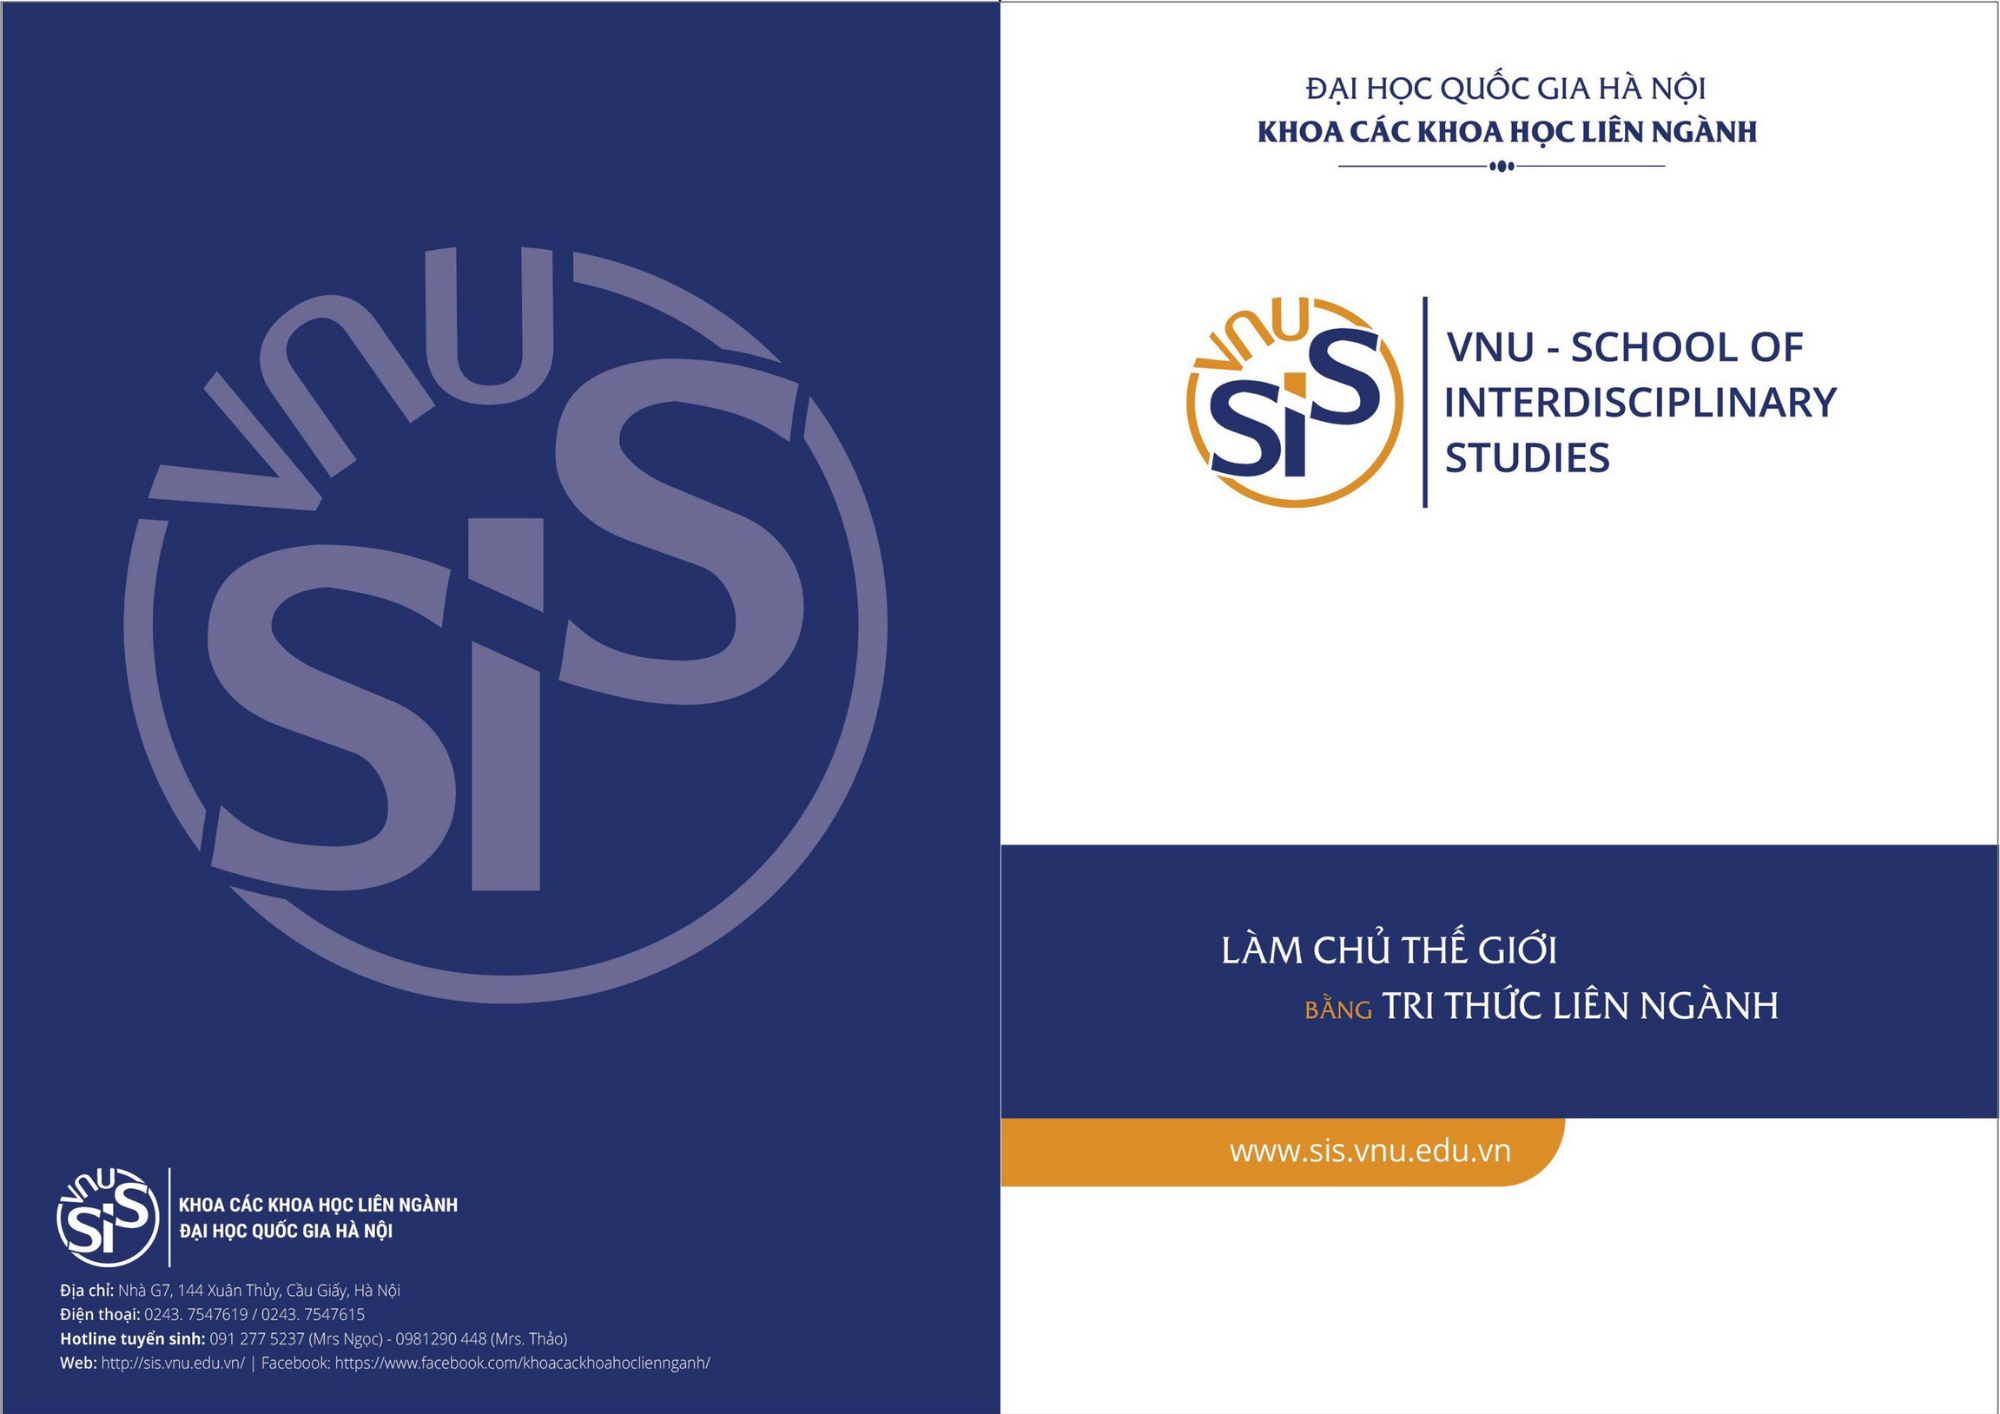 VNU
SiS
KHOA CÁC KHOA HỌC LIÊN NGÀNH
ĐẠI HỌC QUỐC GIA HÀ NỘI
VNU
SiS
Địa chỉ: Nhà G7, 144 Xuân Thủy, Cầu Giấy, Hà Nội
Điện thoại: 0243. 7547619 / 0243. 7547615
Hotline tuyển sinh: 091 277 5237 (Mrs Ngọc) - 0981290 448 (Mrs. Thảo)
Web: http://sis.vnu.edu.vn/ | Facebook: https://www.facebook.com/khoacackhoahocliennganh/
ĐẠI HỌC QUỐC GIA HÀ NỘI
KHOA CÁC KHOA HỌC LIÊN NGÀNH
VNU
SiS
VNU - SCHOOL OF
INTERDISCIPLINARY
STUDIES
LÀM CHỦ THẾ GIỚI
BẰNG TRI THỨC LIÊN NGÀNH
www.sis.vnu.edu.vn